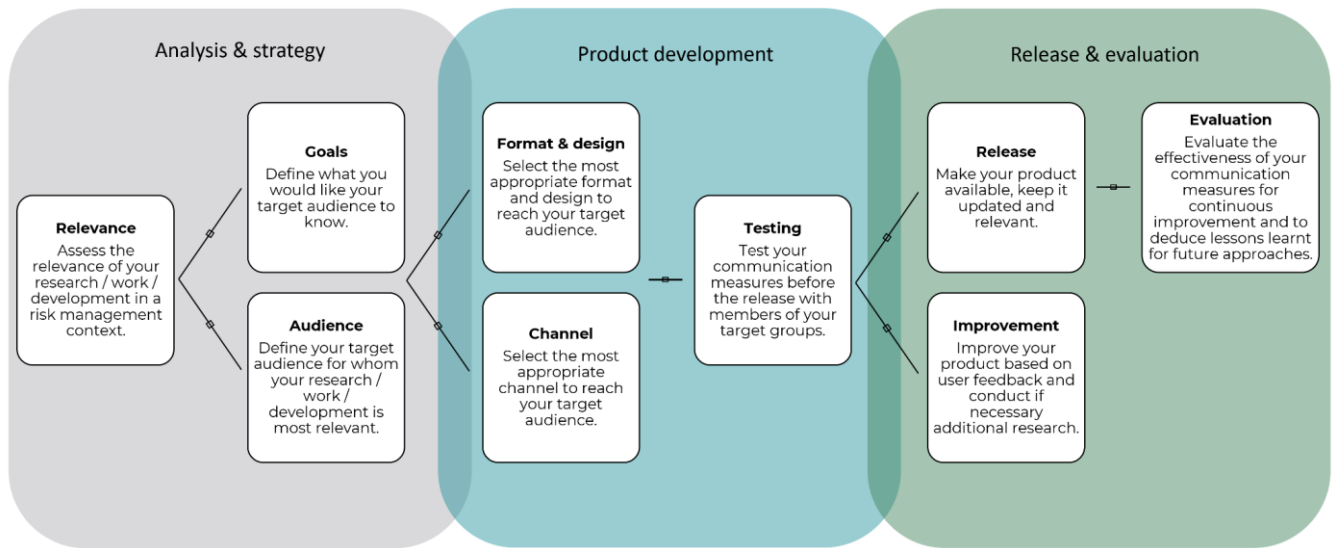 Analysis & strategy
Product development
Release & evaluation
Relevance
Assess the
relevance of your
research / work /
development in a
risk management
context.
Goals
Define what you
would like your
target audience to
know.
Audience
Define your target
audience for whom
your research /
work /
development is
most relevant.
Format & design
Select the most
appropriate format
and design to
reach your target
audience.
Channel
Select the most
appropriate
channel to reach
your target
audience.
Testing
Test your
communication
measures before
the release with
members of your
target groups.
Release
Make your product
available, keep it
updated and
relevant.
Improvement
Improve your
product based on
user feedback and
conduct if
necessary
additional research.
Evaluation
Evaluate the
effectiveness of your
communication
measures for
continuous
improvement and to
deduce lessons learnt
for future approaches.